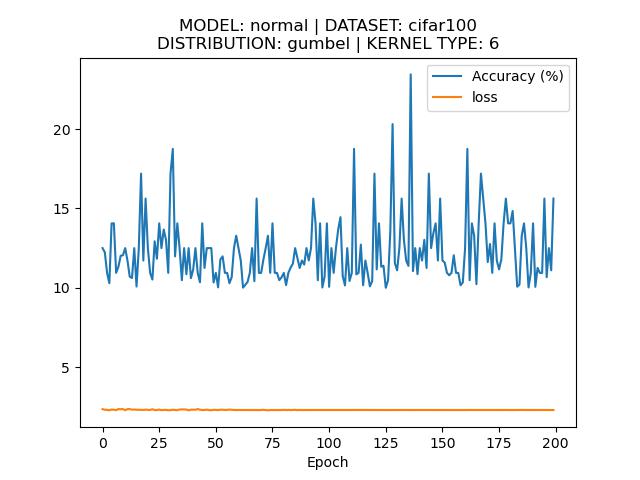 MODEL: normal | DATASET: cifar100
DISTRIBUTION: gumbel | KERNEL TYPE: 6
Accuracy (%)
loss
20
15
10
5
0 25 50 75 100 125 150 175 200
Epoch